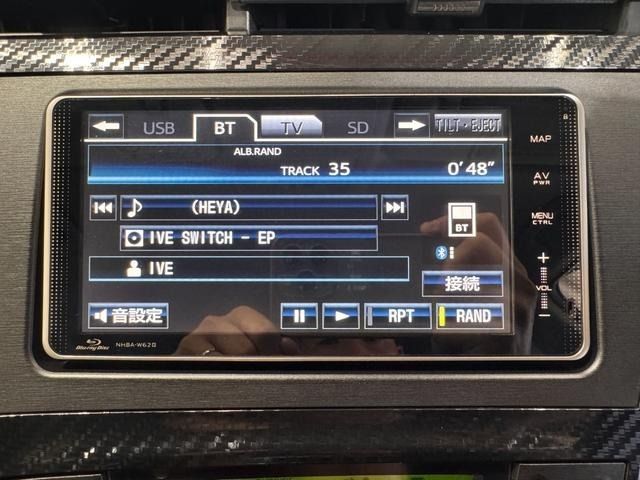 USB BT TV SD TILT・EJECT
ALB.RAND
TRACK 35 0'48"
(HEYA)
IVE SWITCH - EP
BT
IVE
接続
音設定 RPT RAND
MAP
AV
PWR
MENU
CTRL
+
VOL
-
Blu-ray Disc NHBA-W62G